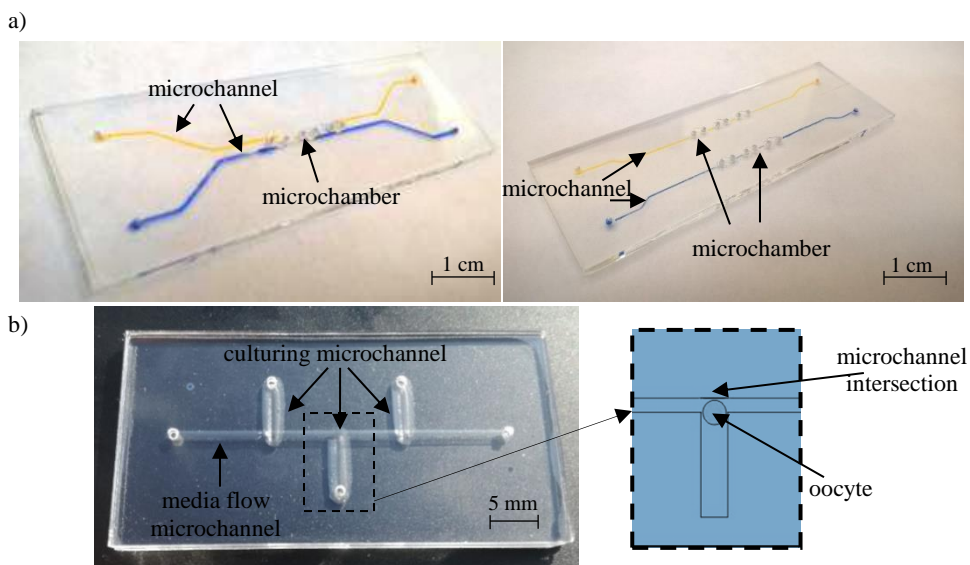 a)
microchannel
microchamber
1 cm
microchannel
microchamber
1 cm
b)
culturing microchannel
media flow
microchannel
5 mm
microchannel
intersection
oocyte